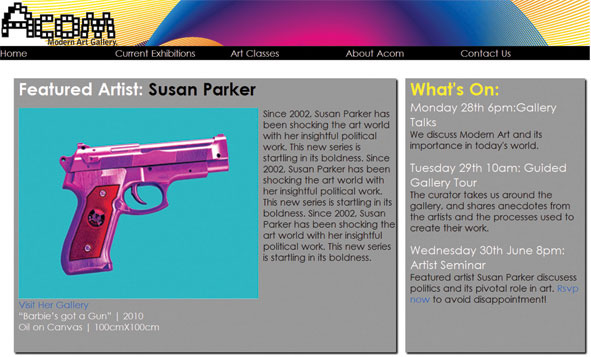 Acom
Modern Art Gallery.
Home Current Exhibitions Art Classes About Acom Contact Us
Featured Artist: Susan Parker
Since 2002, Susan Parker has
been shocking the art world
with her insightful political
work. This new series is
startling in its boldness. Since
2002, Susan Parker has been
shocking the art world with
her insightful political work.
This new series is startling in its
boldness. Since 2002, Susan
Parker has been shocking the
art world with her insightful
political work. This new series
is startling in its boldness.
Visit Her Gallery
“Barbie’s got a Gun” | 2010
Oil on Canvas | 100cmX100cm
What's On:
Monday 28th 6pm:Gallery
Talks
We discuss Modern Art and its
importance in today's world.
Tuesday 29th 10am: Guided
Gallery Tour
The curator takes us around the
gallery, and shares anecdotes from
the artists and the processes used to
create their work.
Wednesday 30th June 8pm:
Artist Seminar
Featured artist Susan Parker discusess
politics and its pivotal role in art. Rsvp
now to avoid disappointment!